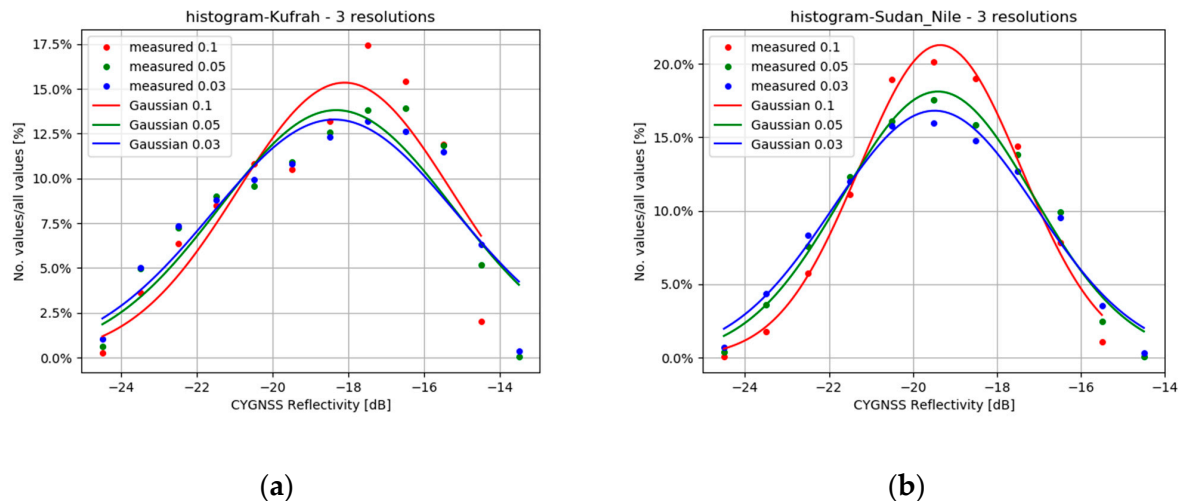 histogram-Kufrah - 3 resolutions
17.5%
15.0%
12.5%
10.0%
7.5%
5.0%
2.5%
0.0%
No. values/all values [%]
measured 0.1
measured 0.05
measured 0.03
Gaussian 0.1
Gaussian 0.05
Gaussian 0.03
−24 −22 −20 −18 −16 −14
CYGNSS Reflectivity [dB]
(a)
histogram-Sudan_Nile - 3 resolutions
20.0%
15.0%
10.0%
5.0%
0.0%
No. values/all values [%]
measured 0.1
measured 0.05
measured 0.03
Gaussian 0.1
Gaussian 0.05
Gaussian 0.03
−24 −22 −20 −18 −16 −14
CYGNSS Reflectivity [dB]
(b)